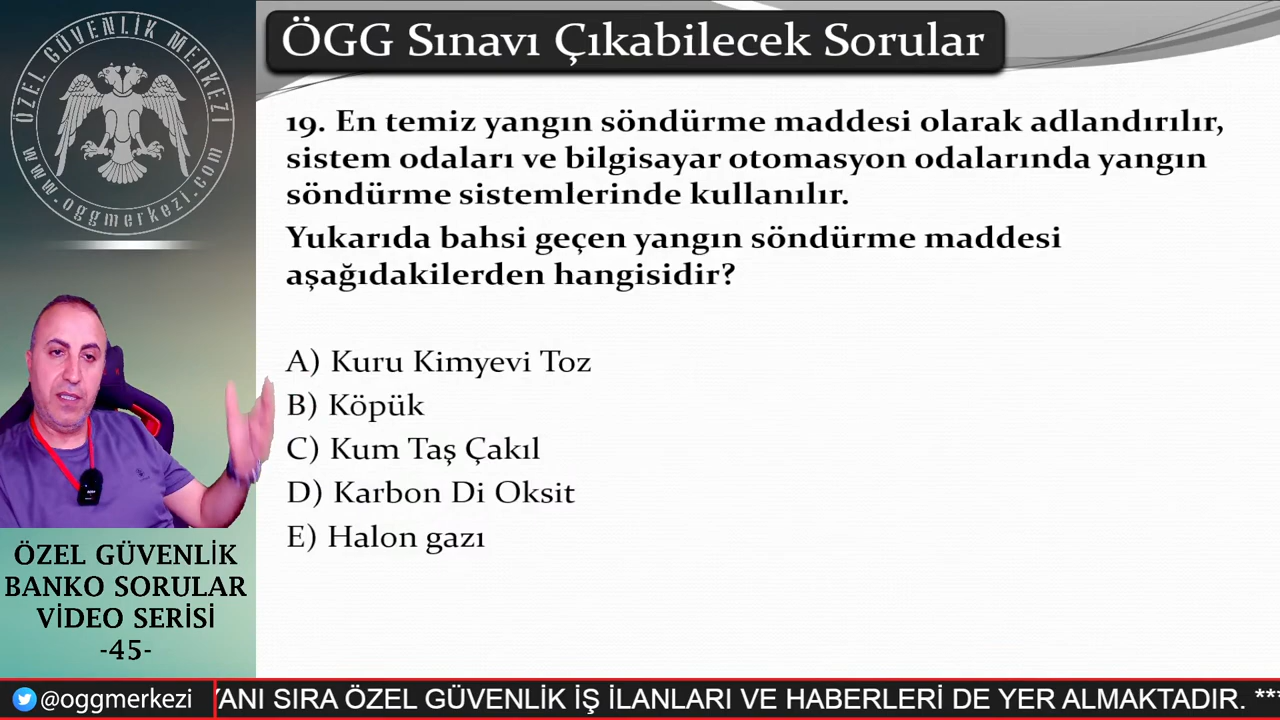 ÖZEL GÜVENLİK MERKEZİ
www.oggmerkezi.com
ÖGG Sınavı Çıkabilecek Sorular
19. En temiz yangın söndürme maddesi olarak adlandırılır,
sistem odaları ve bilgisayar otomasyon odalarında yangın
söndürme sistemlerinde kullanılır.
Yukarıda bahsi geçen yangın söndürme maddesi
aşağıdakilerden hangisidir?
A) Kuru Kimyevi Toz
B) Köpük
C) Kum Taş Çakıl
D) Karbon Di Oksit
E) Halon gazı
ÖZEL GÜVENLİK
BANKO SORULAR
VİDEO SERİSİ
-45-
@oggmerkezi
YANI SIRA ÖZEL GÜVENLİK İŞ İLANLARI VE HABERLERİ DE YER ALMAKTADIR. ***